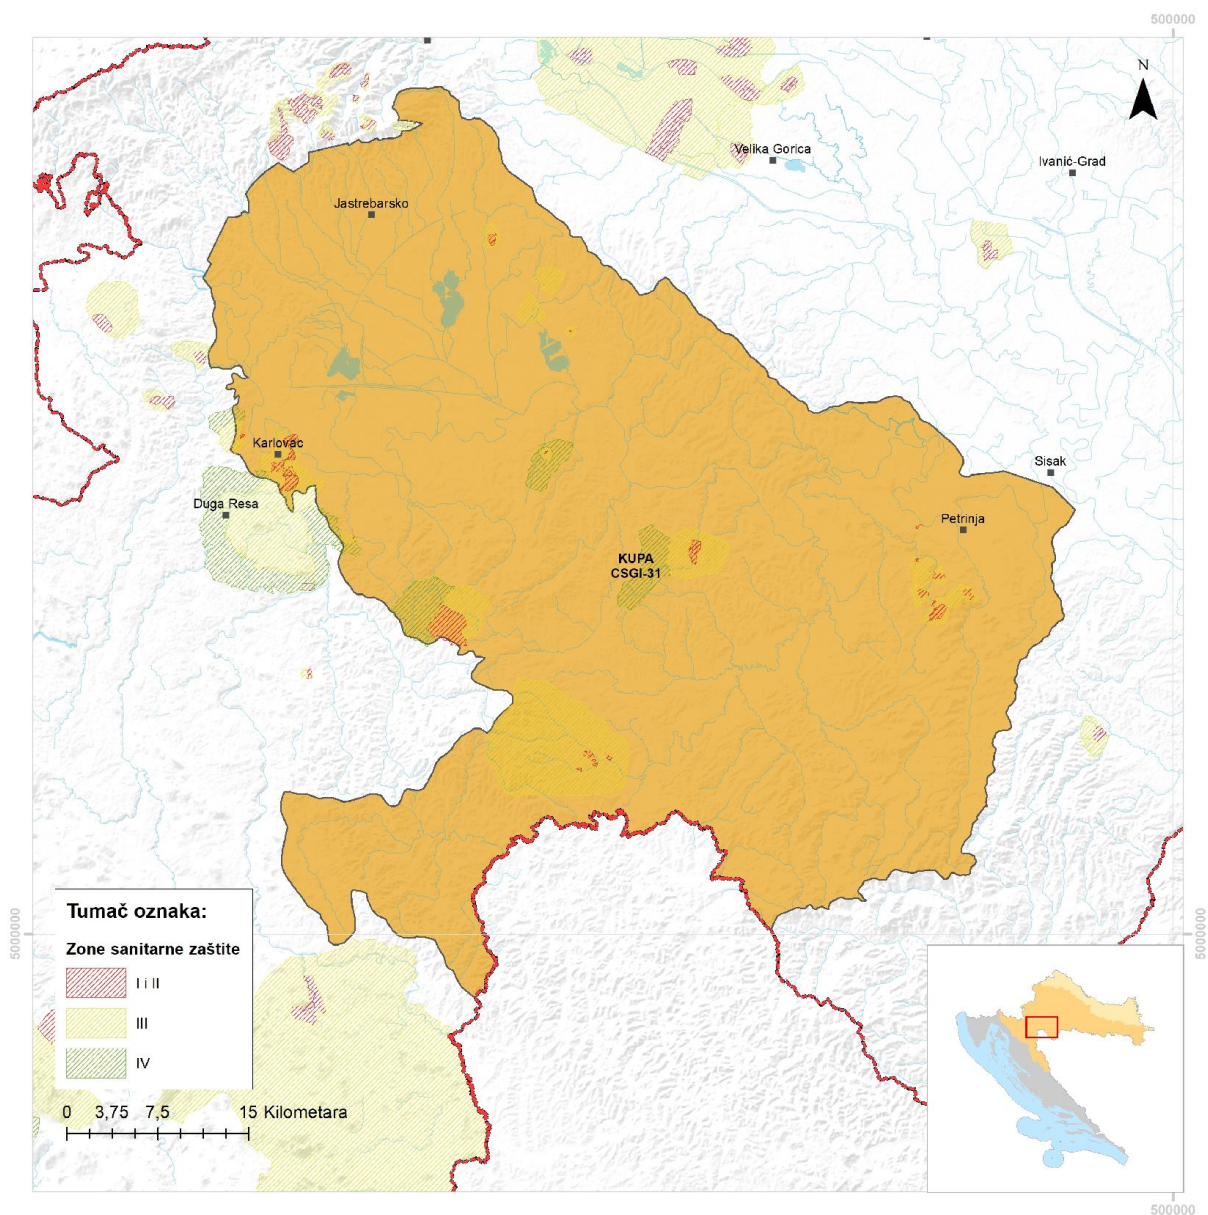 500000
N
Velika Gorica
Ivanić-Grad
Jastrebarsko
Karlovac
Sisak
Duga Resa
Petrinja
KUPA
CSGI-31
Tumač oznaka:
Zone sanitarne zaštite
I i II
III
IV
0 3,75 7,5 15 Kilometara
5000000
5000000
500000